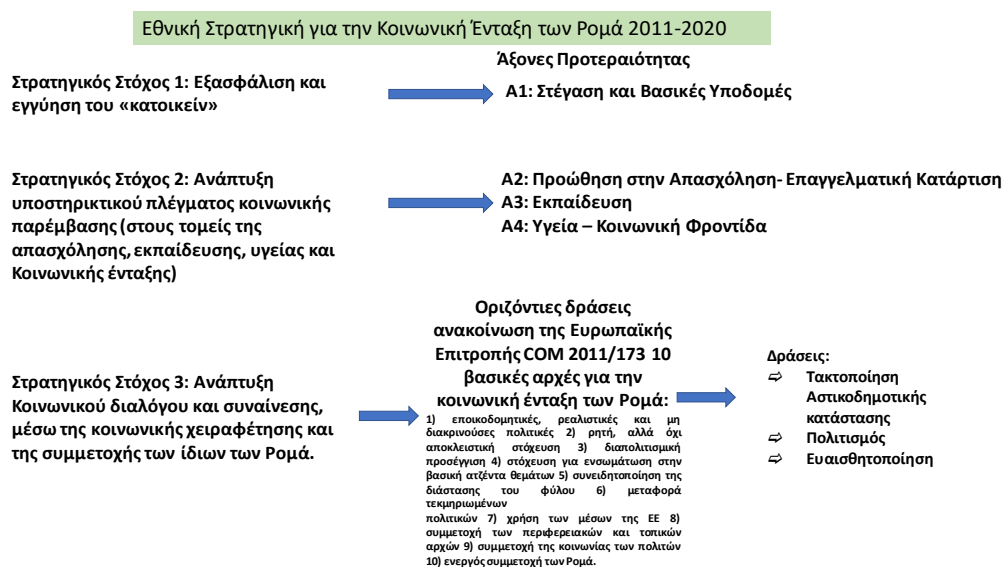 Εθνική Στρατηγική για την Κοινωνική Ένταξη των Ρομά 2011-2020
Άξονες Προτεραιότητας
Στρατηγικός Στόχος 1: Εξασφάλιση και
εγγύηση του «κατοικείν»
Α1: Στέγαση και Βασικές Υποδομές
Στρατηγικός Στόχος 2: Ανάπτυξη
υποστηρικτικού πλέγματος κοινωνικής
παρέμβασης (στους τομείς της
απασχόλησης, εκπαίδευσης, υγείας και
Κοινωνικής ένταξης)
Α2: Προώθηση στην Απασχόληση- Επαγγελματική Κατάρτιση
Α3: Εκπαίδευση
Α4: Υγεία – Κοινωνική Φροντίδα
Στρατηγικός Στόχος 3: Ανάπτυξη
Κοινωνικού διαλόγου και συναίνεσης,
μέσω της κοινωνικής χειραφέτησης και
της συμμετοχής των ίδιων των Ρομά.
Οριζόντιες δράσεις
ανακοίνωση της Ευρωπαϊκής
Επιτροπής COM 2011/173 10
βασικές αρχές για την
κοινωνική ένταξη των Ρομά:
1) εποικοδομητικές, ρεαλιστικές και μη
διακρινούσες πολιτικές 2) ρητή, αλλά όχι
αποκλειστική στόχευση 3) διαπολιτισμική
προσέγγιση 4) στόχευση για ενσωμάτωση στην
βασική ατζέντα θεμάτων 5) συνειδητοποίηση της
διάστασης του φύλου 6) μεταφορά
τεκμηριωμένων
πολιτικών 7) χρήση των μέσων της ΕΕ 8)
συμμετοχή των περιφερειακών και τοπικών
αρχών 9) συμμετοχή της κοινωνίας των πολιτών
10) ενεργός συμμετοχή των Ρομά.
Δράσεις:
⇨ Τακτοποίηση
Αστικοδημοτικής
κατάστασης
⇨ Πολιτισμός
⇨ Ευαισθητοποίηση